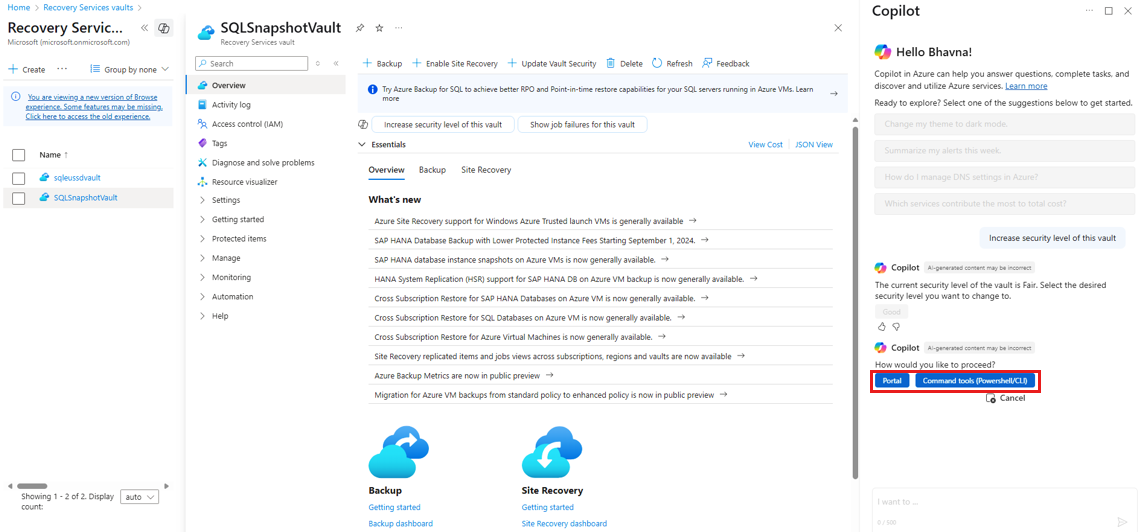 Home > Recovery Services vaults >
Recovery Servic...
Microsoft (microsoft.onmicrosoft.com)
Create
Group by none
You are viewing a new version of Browse
experience. Some features may be missing.
Click here to access the old experience.
Name ↑
sqleussdvault
SQLSnapshotVault
Showing 1 - 2 of 2. Display
count:
auto
SQLSnapshotVault
Recovery Services vault
Search
Overview
Activity log
Access control (IAM)
Tags
Diagnose and solve problems
Resource visualizer
Settings
Getting started
Protected items
Manage
Monitoring
Automation
Help
Backup
Enable Site Recovery
Update Vault Security
Delete
Refresh
Feedback
Try Azure Backup for SQL to achieve better RPO and Point-in-time restore capabilities for your SQL servers running in Azure VMs. Learn
more
Increase security level of this vault
Show job failures for this vault
Essentials
View Cost
JSON View
Overview
Backup
Site Recovery
What's new
Azure Site Recovery support for Windows Azure Trusted launch VMs is generally available →
SAP HANA Database Backup with Lower Protected Instance Fees Starting September 1, 2024. →
SAP HANA database instance snapshots on Azure VMs is now generally available. →
HANA System Replication (HSR) support for SAP HANA DB on Azure VM backup is now generally available. →
Cross Subscription Restore for SAP HANA Databases on Azure VM is now generally available. →
Cross Subscription Restore for SQL Databases on Azure VM is now generally available. →
Cross Subscription Restore for Azure Virtual Machines is now generally available. →
Site Recovery replicated items and jobs views across subscriptions, regions and vaults are now available →
Azure Backup Metrics are now in public preview →
Migration for Azure VM backups from standard policy to enhanced policy is now in public preview →
Backup
Getting started
Backup dashboard
Site Recovery
Getting started
Site Recovery dashboard
Copilot
Hello Bhavna!
Copilot in Azure can help you answer questions, complete tasks, and
discover and utilize Azure services. Learn more
Ready to explore? Select one of the suggestions below to get started.
Change my theme to dark mode.
Summarize my alerts this week.
How do I manage DNS settings in Azure?
Which services contribute the most to total cost?
Increase security level of this vault
Copilot
AI-generated content may be incorrect
The current security level of the vault is Fair. Select the desired
security level you want to change to.
Good
Copilot
AI-generated content may be incorrect
How would you like to proceed?
Portal
Command tools (Powershell/CLI)
Cancel
I want to ...
0 / 500